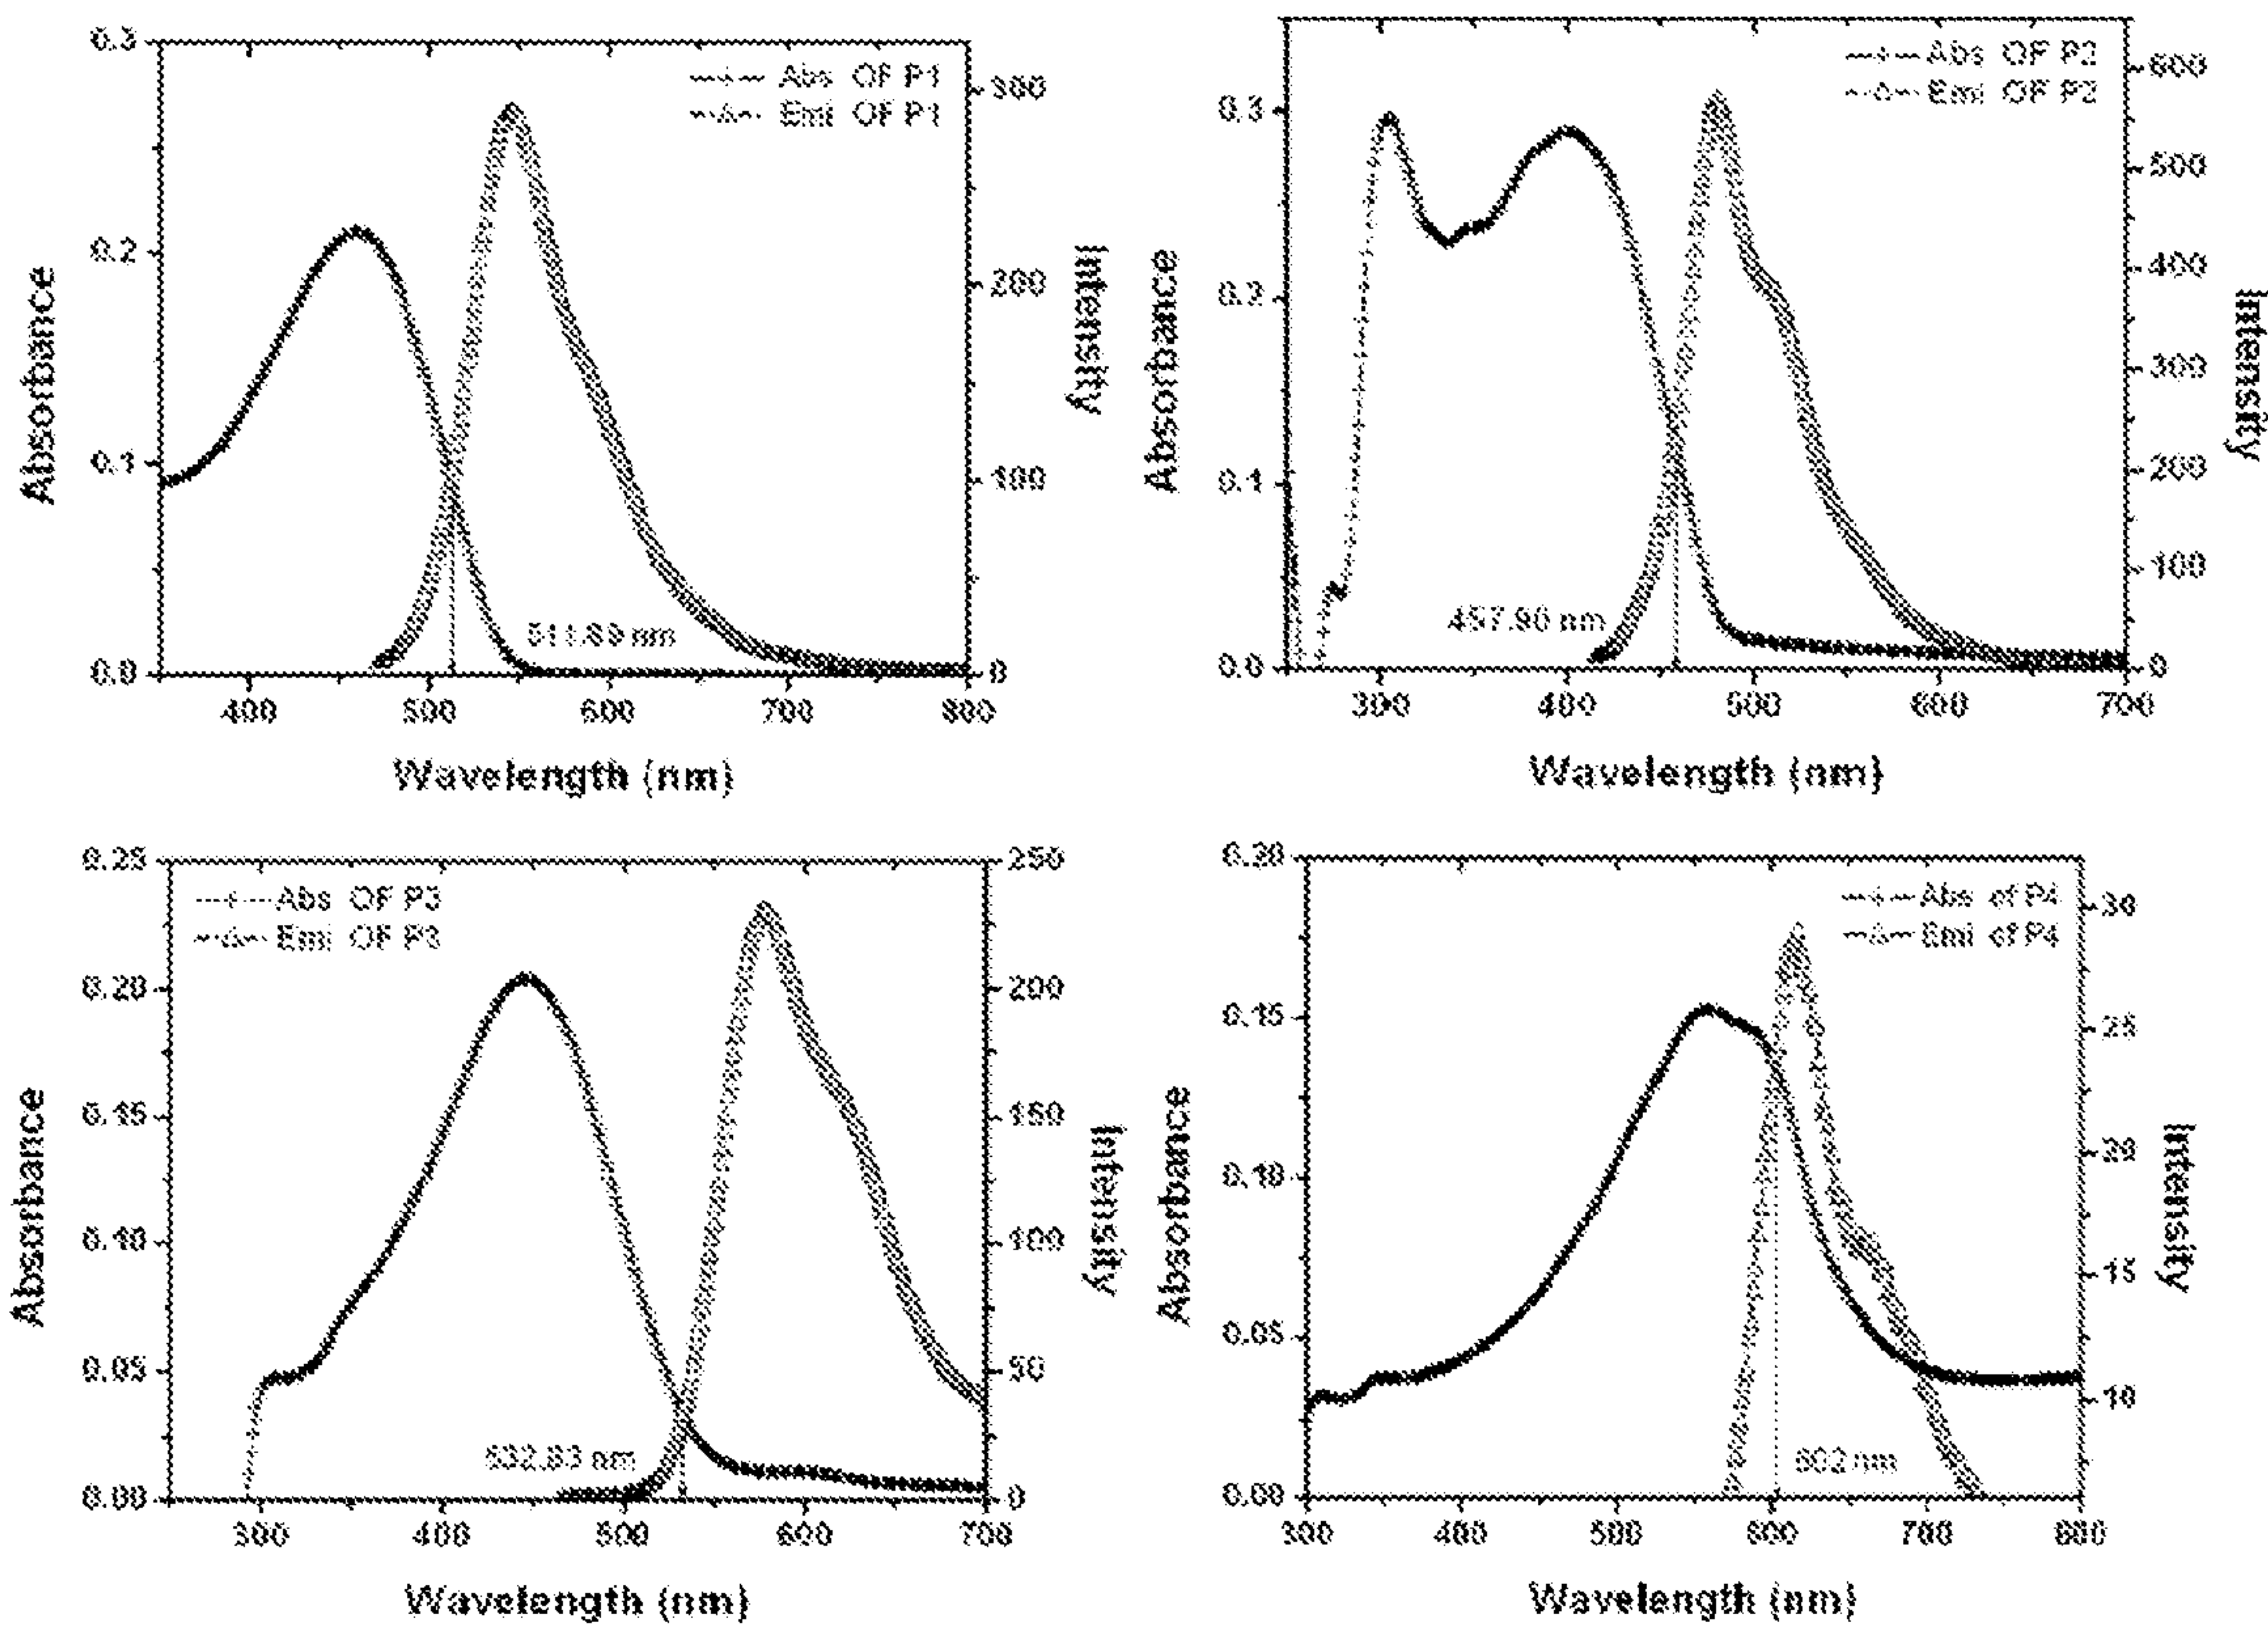 Abs OF P1
Emi OF P1
0.3
0.2
0.1
0.0
Absorbance
300
200
100
0
Intensity
511.89 nm
400 500 600 700 800
Wavelength (nm)
Abs OF P2
Emi OF P2
0.3
0.2
0.1
0.0
Absorbance
600
500
400
300
200
100
0
Intensity
457.90 nm
300 400 500 600 700
Wavelength (nm)
Abs OF P3
Emi OF P3
0.25
0.20
0.15
0.10
0.05
0.00
Absorbance
250
200
150
100
50
0
Intensity
532.83 nm
300 400 500 600 700
Wavelength (nm)
Abs of P4
Emi of P4
0.20
0.15
0.10
0.05
0.00
Absorbance
30
25
20
15
10
Intensity
602 nm
300 400 500 600 700 800
Wavelength (nm)